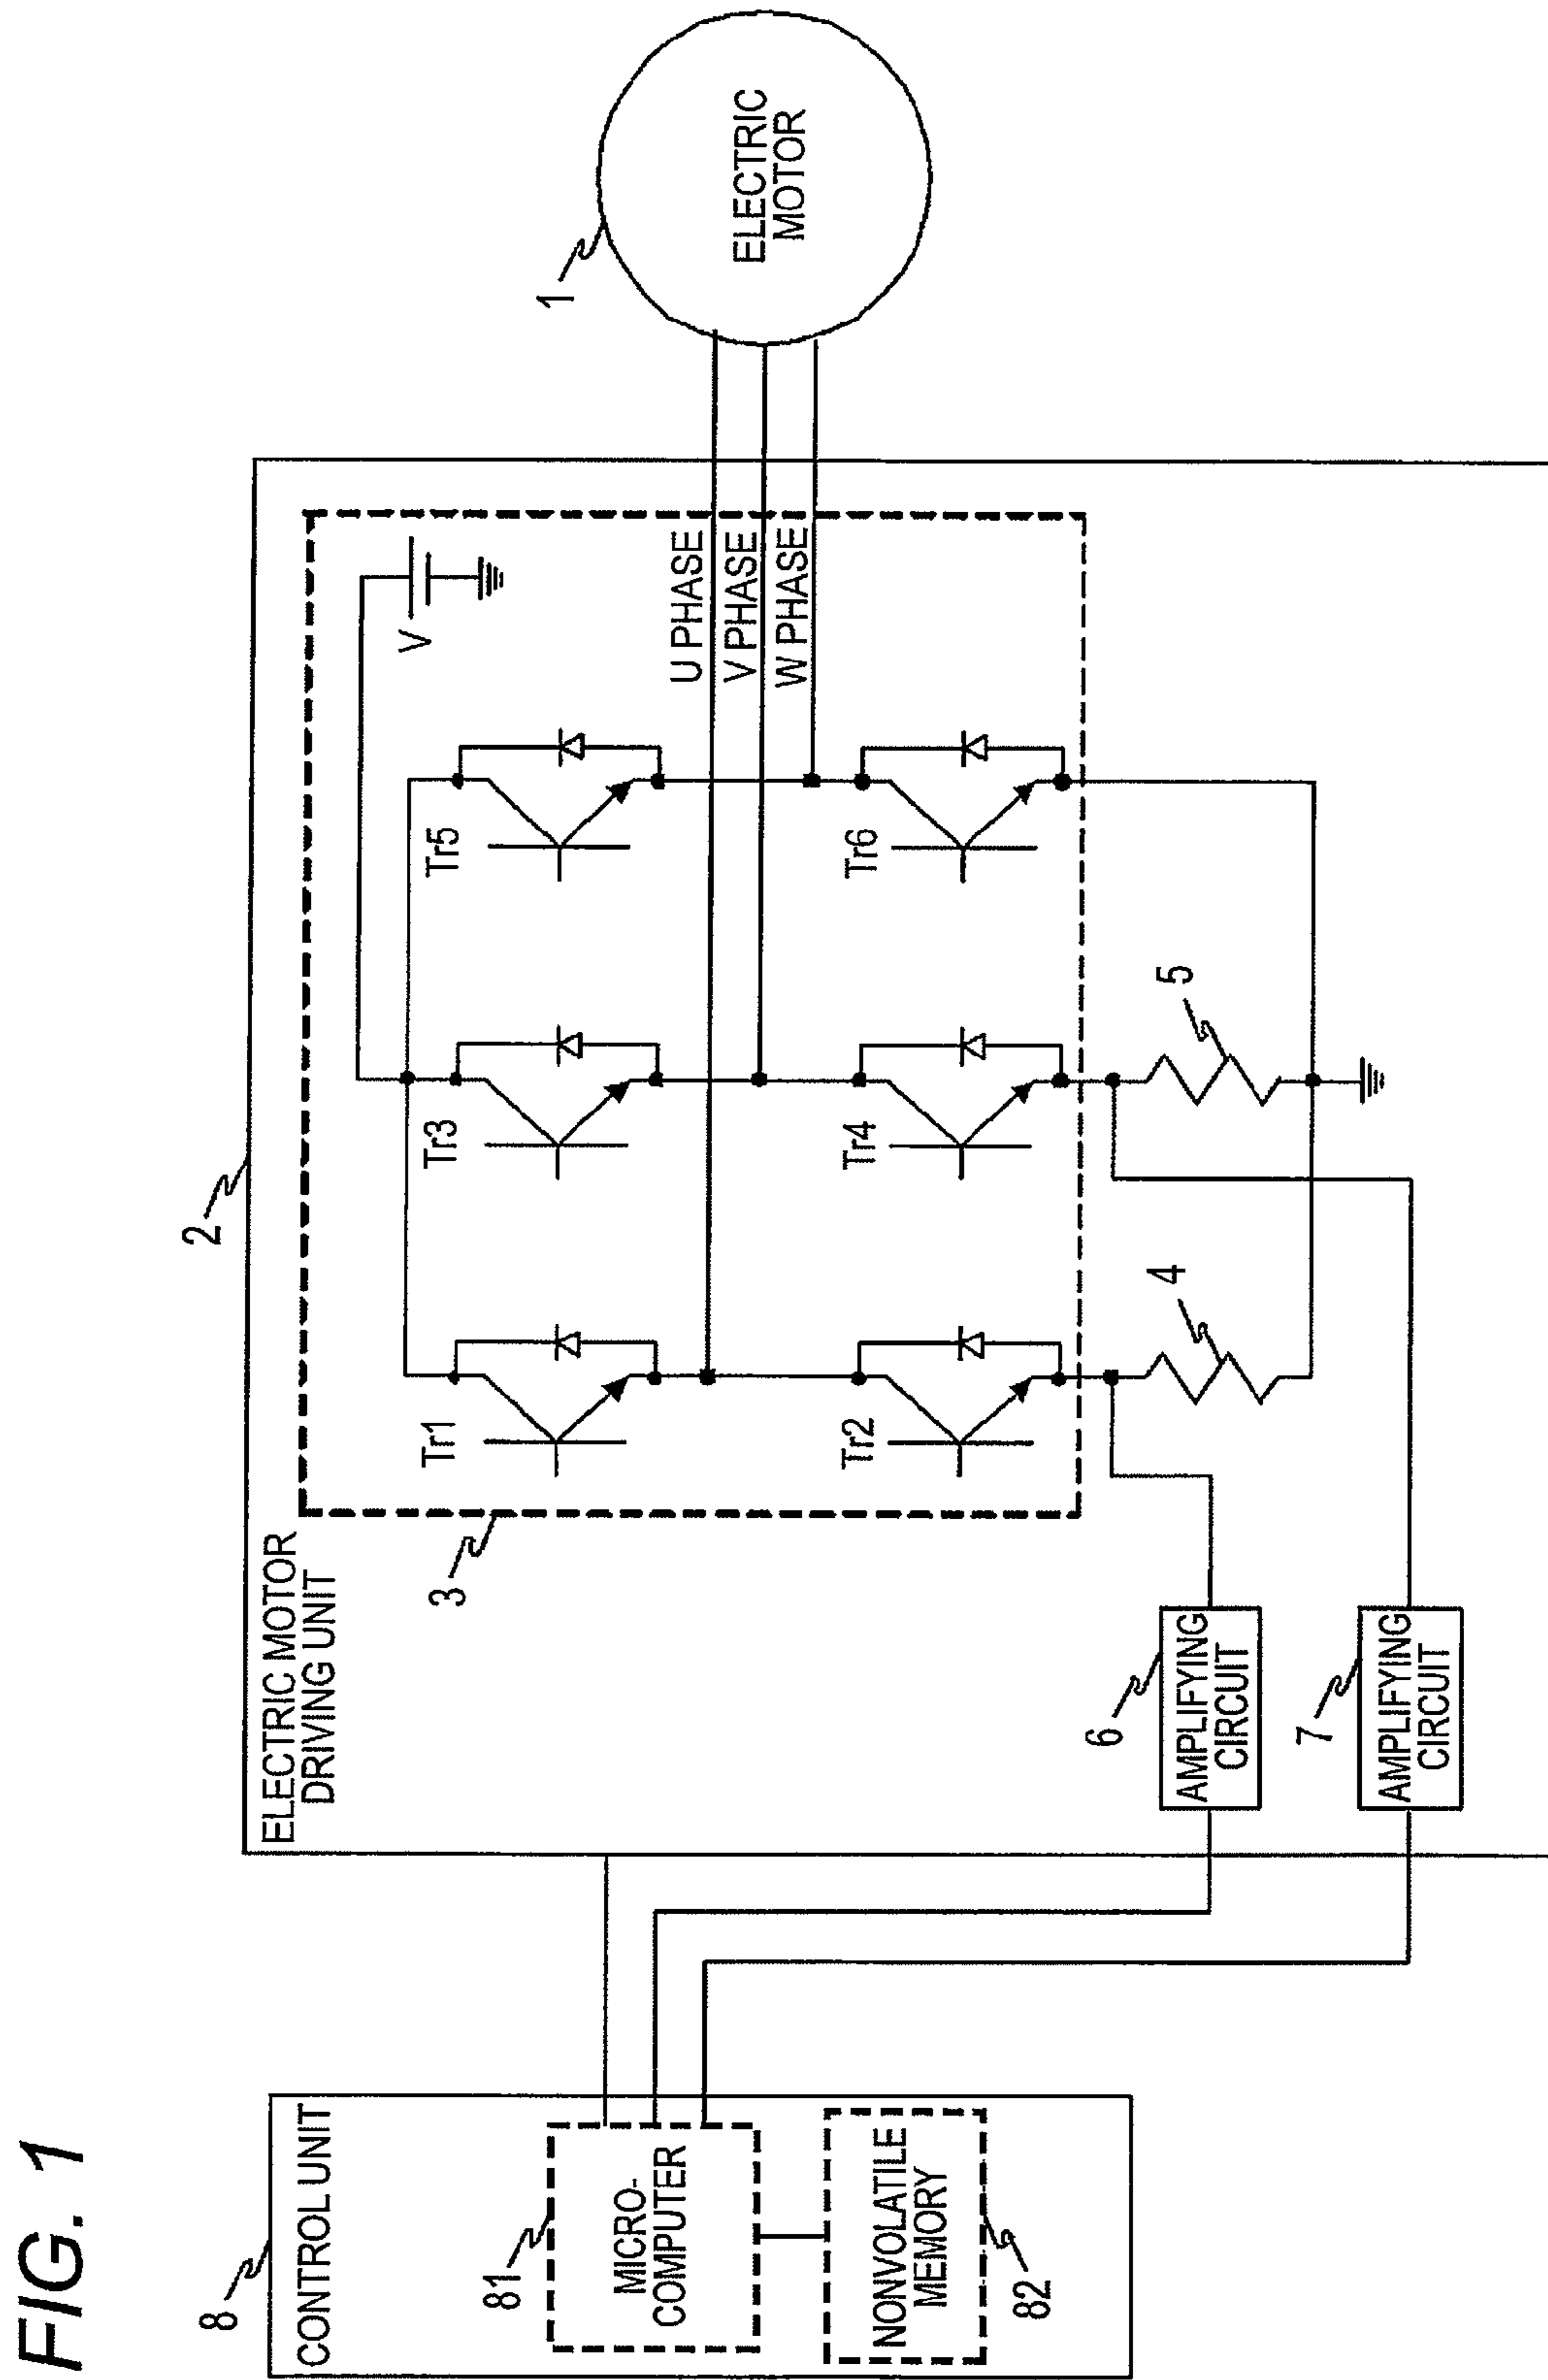 FIG. 1
8
CONTROL UNIT
81
MICRO-
COMPUTER
NONVOLATILE
MEMORY
82
2
ELECTRIC MOTOR
DRIVING UNIT
3
Tr1
Tr3
Tr5
V
U PHASE
V PHASE
W PHASE
Tr2
Tr4
Tr6
4
5
6
AMPLIFYING
CIRCUIT
7
AMPLIFYING
CIRCUIT
1
ELECTRIC
MOTOR